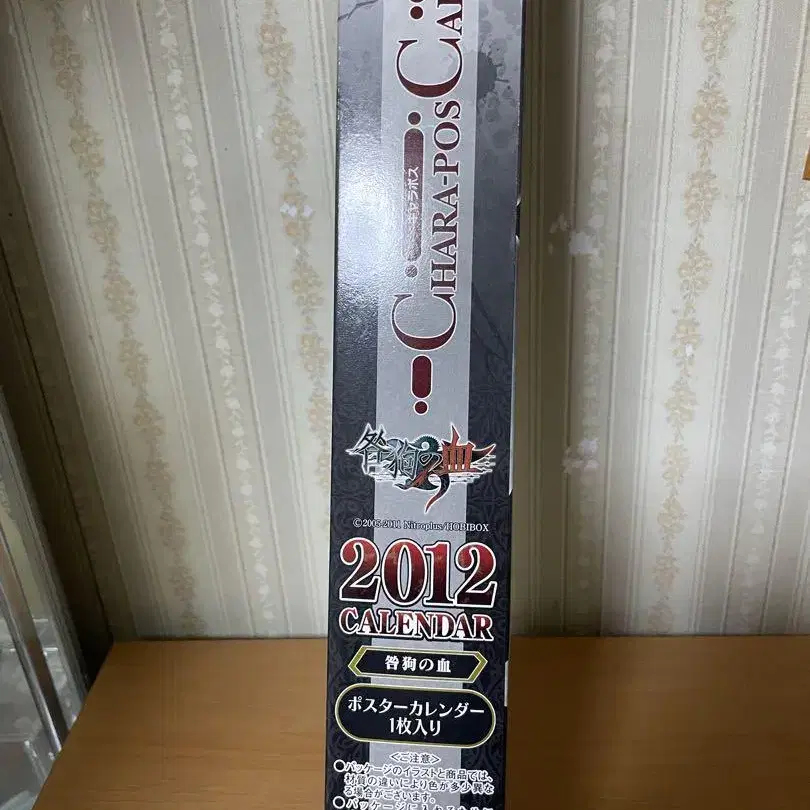 CHARA-POS
キャラポス
咎狗の血
©2005-2011 Nitroplus/HOBIBOX
2012
CALENDAR
咎狗の血
ポスターカレンダー
1枚入り
<ご注意>
●パッケージのイラストと商品では、
材質の違いにより色が多少異な
る場合がございます。